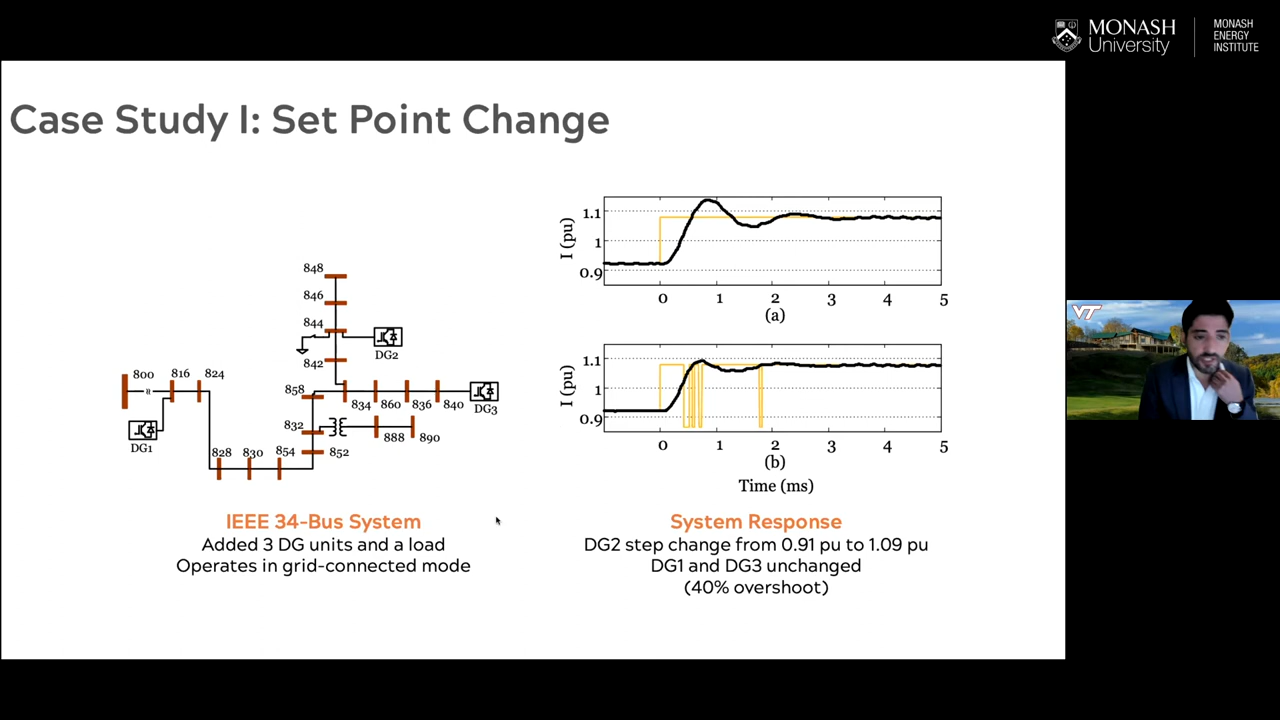 MONASH
University
MONASH
ENERGY
INSTITUTE
Case Study I: Set Point Change
848
846
844
DG2
842
800
816
824
858
834
860
836
840
DG3
DG1
832
888
890
828
830
854
852
I (pu)
1.1
1
0.9
0 1 2 3 4 5
(a)
I (pu)
1.1
1
0.9
0 1 2 3 4 5
(b)
Time (ms)
IEEE 34-Bus System
Added 3 DG units and a load
Operates in grid-connected mode
System Response
DG2 step change from 0.91 pu to 1.09 pu
DG1 and DG3 unchanged
(40% overshoot)
VT